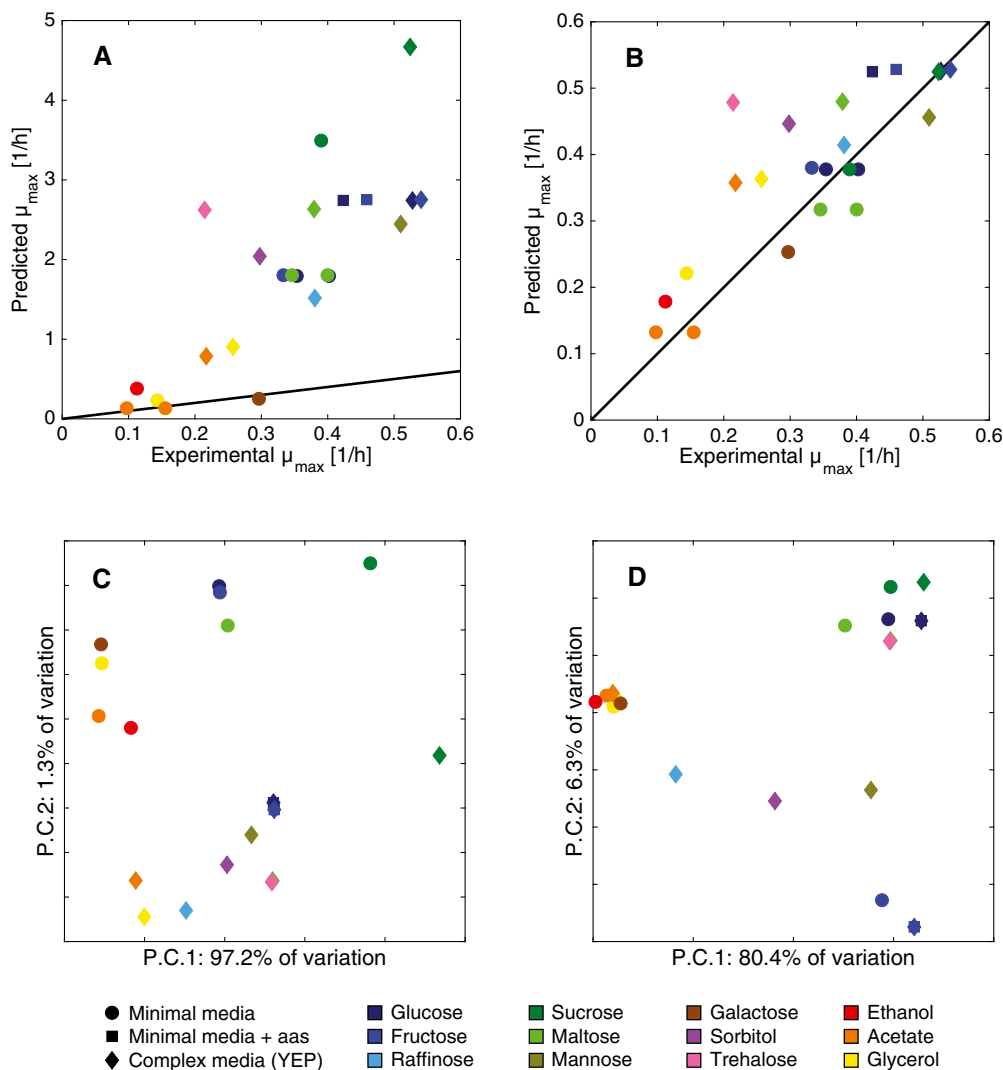 A
5
4
3
2
1
0
0
0.1
0.2
0.3
0.4
0.5
0.6
Predicted μmax [1/h]
Experimental μmax [1/h]
B
0.6
0.5
0.4
0.3
0.2
0.1
0
0
0.1
0.2
0.3
0.4
0.5
0.6
Predicted μmax [1/h]
Experimental μmax [1/h]
C
P.C.2: 1.3% of variation
P.C.1: 97.2% of variation
D
P.C.2: 6.3% of variation
P.C.1: 80.4% of variation
Minimal media
Minimal media + aas
Complex media (YEP)
Glucose
Fructose
Raffinose
Sucrose
Maltose
Mannose
Galactose
Sorbitol
Trehalose
Ethanol
Acetate
Glycerol